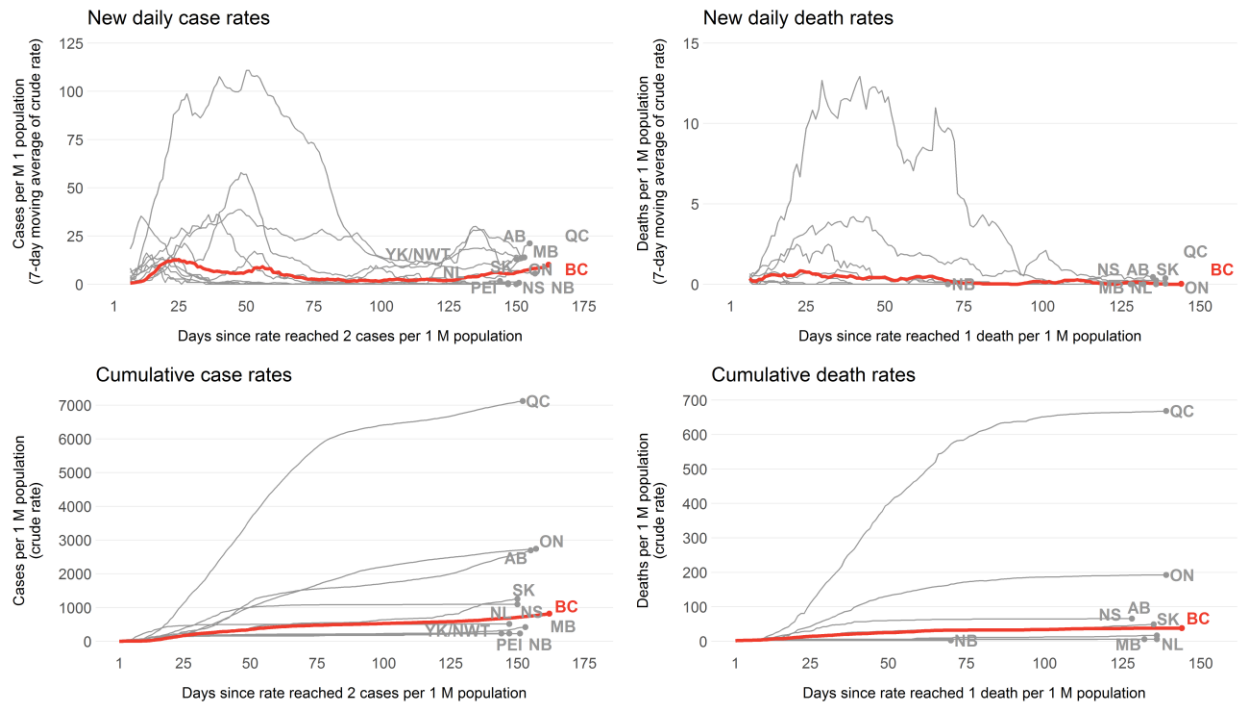 New daily case rates
Cases per M 1 population
(7-day moving average of crude rate)
125
100
75
50
25
0
AB
QC
YK/NWT
MB
SK
ON
NL
BC
PEI
NS
NB
1
25
50
75
100
125
150
175
Days since rate reached 2 cases per 1 M population
New daily death rates
Deaths per 1 M population
(7-day moving average of crude rate)
15
10
5
0
QC
NS
AB
SK
BC
NB
MB
NL
ON
1
25
50
75
100
125
150
Days since rate reached 1 death per 1 M population
Cumulative case rates
Cases per 1 M population
(crude rate)
7000
6000
5000
4000
3000
2000
1000
0
QC
ON
AB
SK
BC
NL
NS
MB
YK/NWT
PEI
NB
1
25
50
75
100
125
150
175
Days since rate reached 2 cases per 1 M population
Cumulative death rates
Deaths per 1 M population
(crude rate)
700
600
500
400
300
200
100
0
QC
ON
AB
NS
SK
BC
NB
MB
NL
1
25
50
75
100
125
150
Days since rate reached 1 death per 1 M population